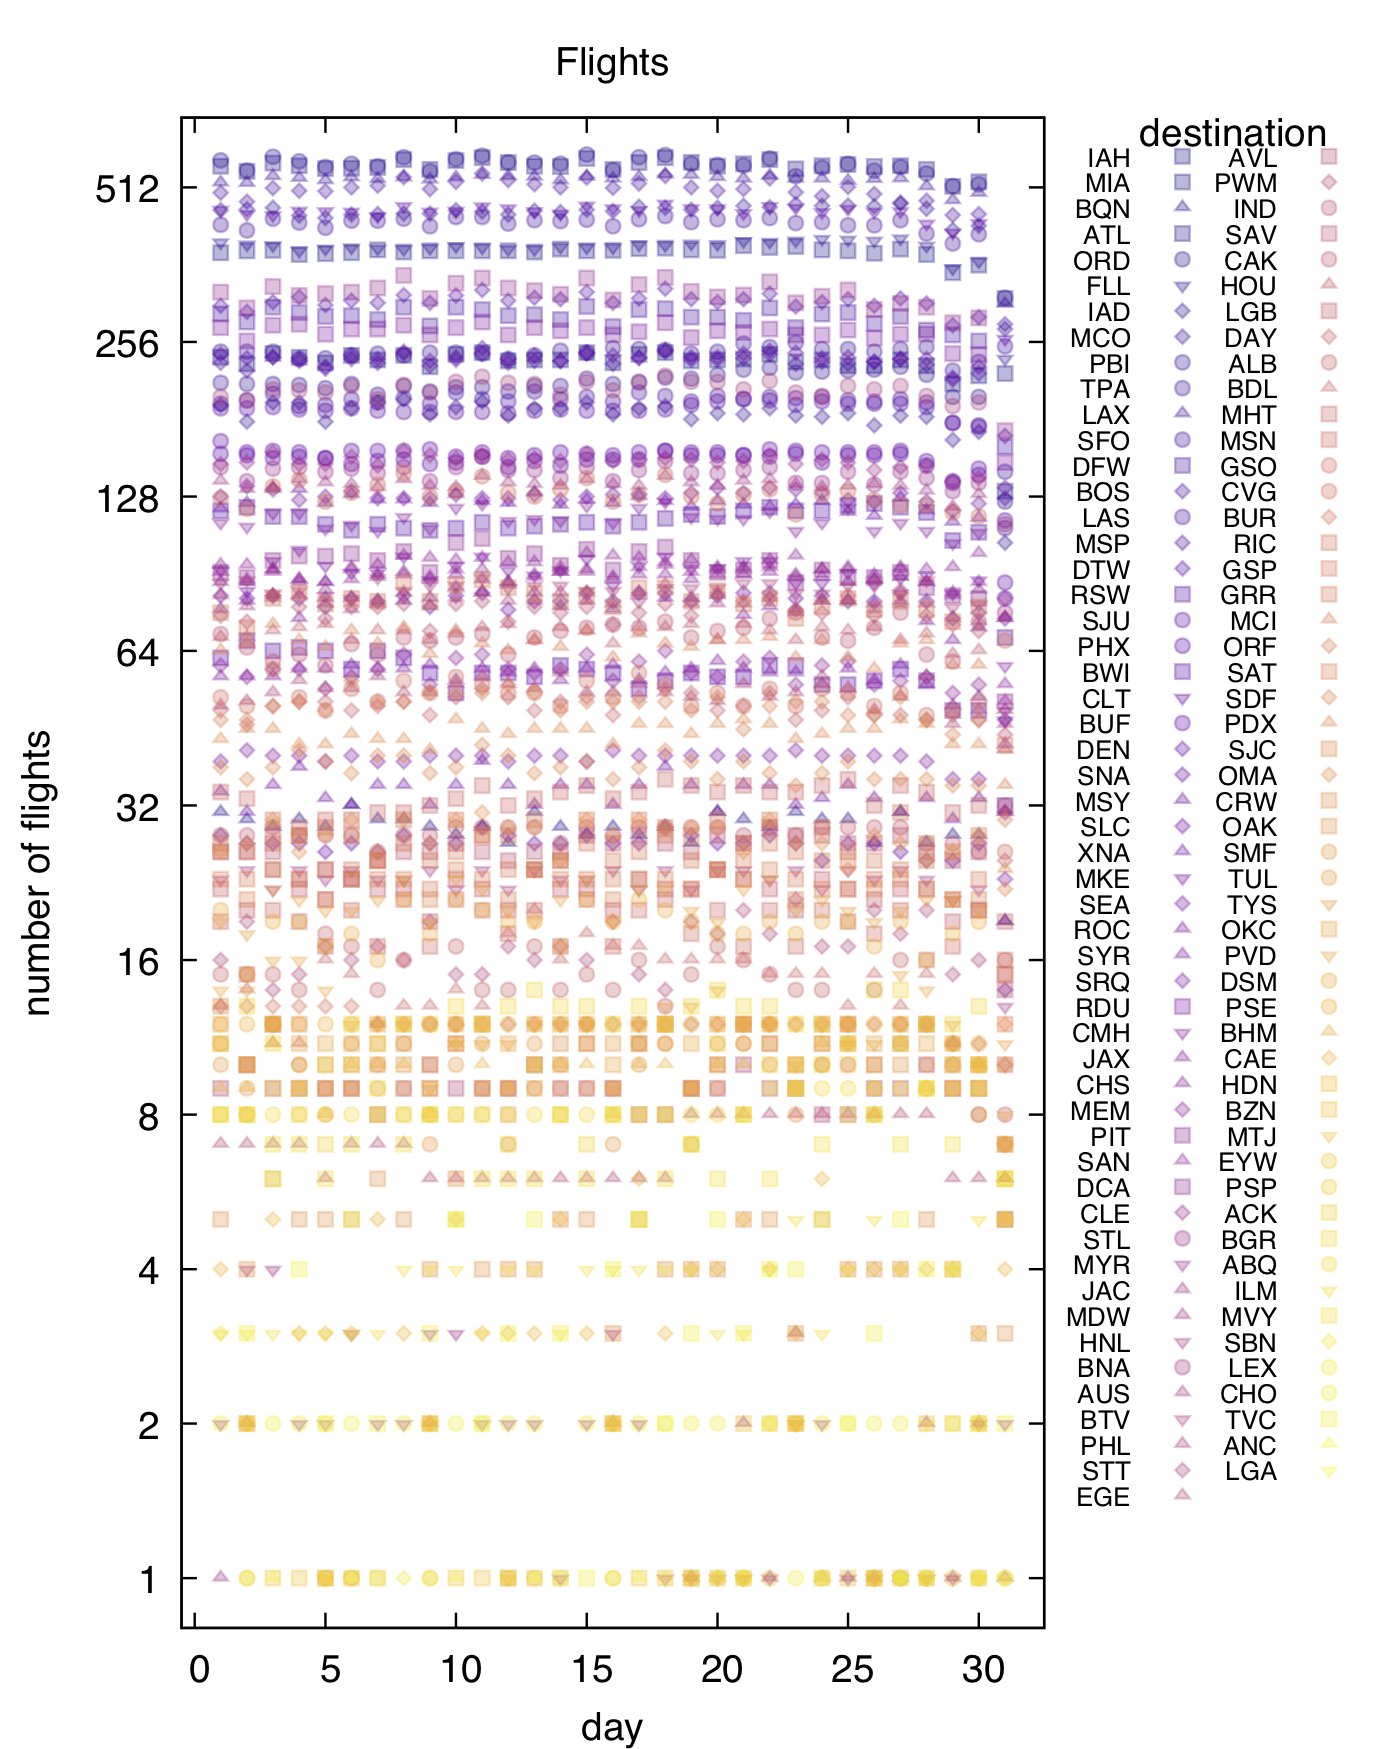 Flights
destination
IAH AVL
MIA PWM
BQN IND
ATL SAV
ORD CAK
FLL HOU
IAD LGB
MCO DAY
PBI ALB
TPA BDL
LAX MHT
SFO MSN
DFW GSO
BOS CVG
LAS BUR
MSP RIC
DTW GSP
RSW GRR
SJU MCI
PHX ORF
BWI SAT
CLT SDF
BUF PDX
DEN SJC
SNA OMA
MSY CRW
SLC OAK
XNA SMF
MKE TUL
SEA TYS
ROC OKC
SYR PVD
SRQ DSM
RDU PSE
CMH BHM
JAX CAE
CHS HDN
MEM BZN
PIT MTJ
SAN EYW
DCA PSP
CLE ACK
STL BGR
MYR ABQ
JAC ILM
MDW MVY
HNL SBN
BNA LEX
AUS CHO
BTV TVC
PHL ANC
STT LGA
EGE
512
256
128
64
32
16
8
4
2
1
number of flights
0 5 10 15 20 25 30
day